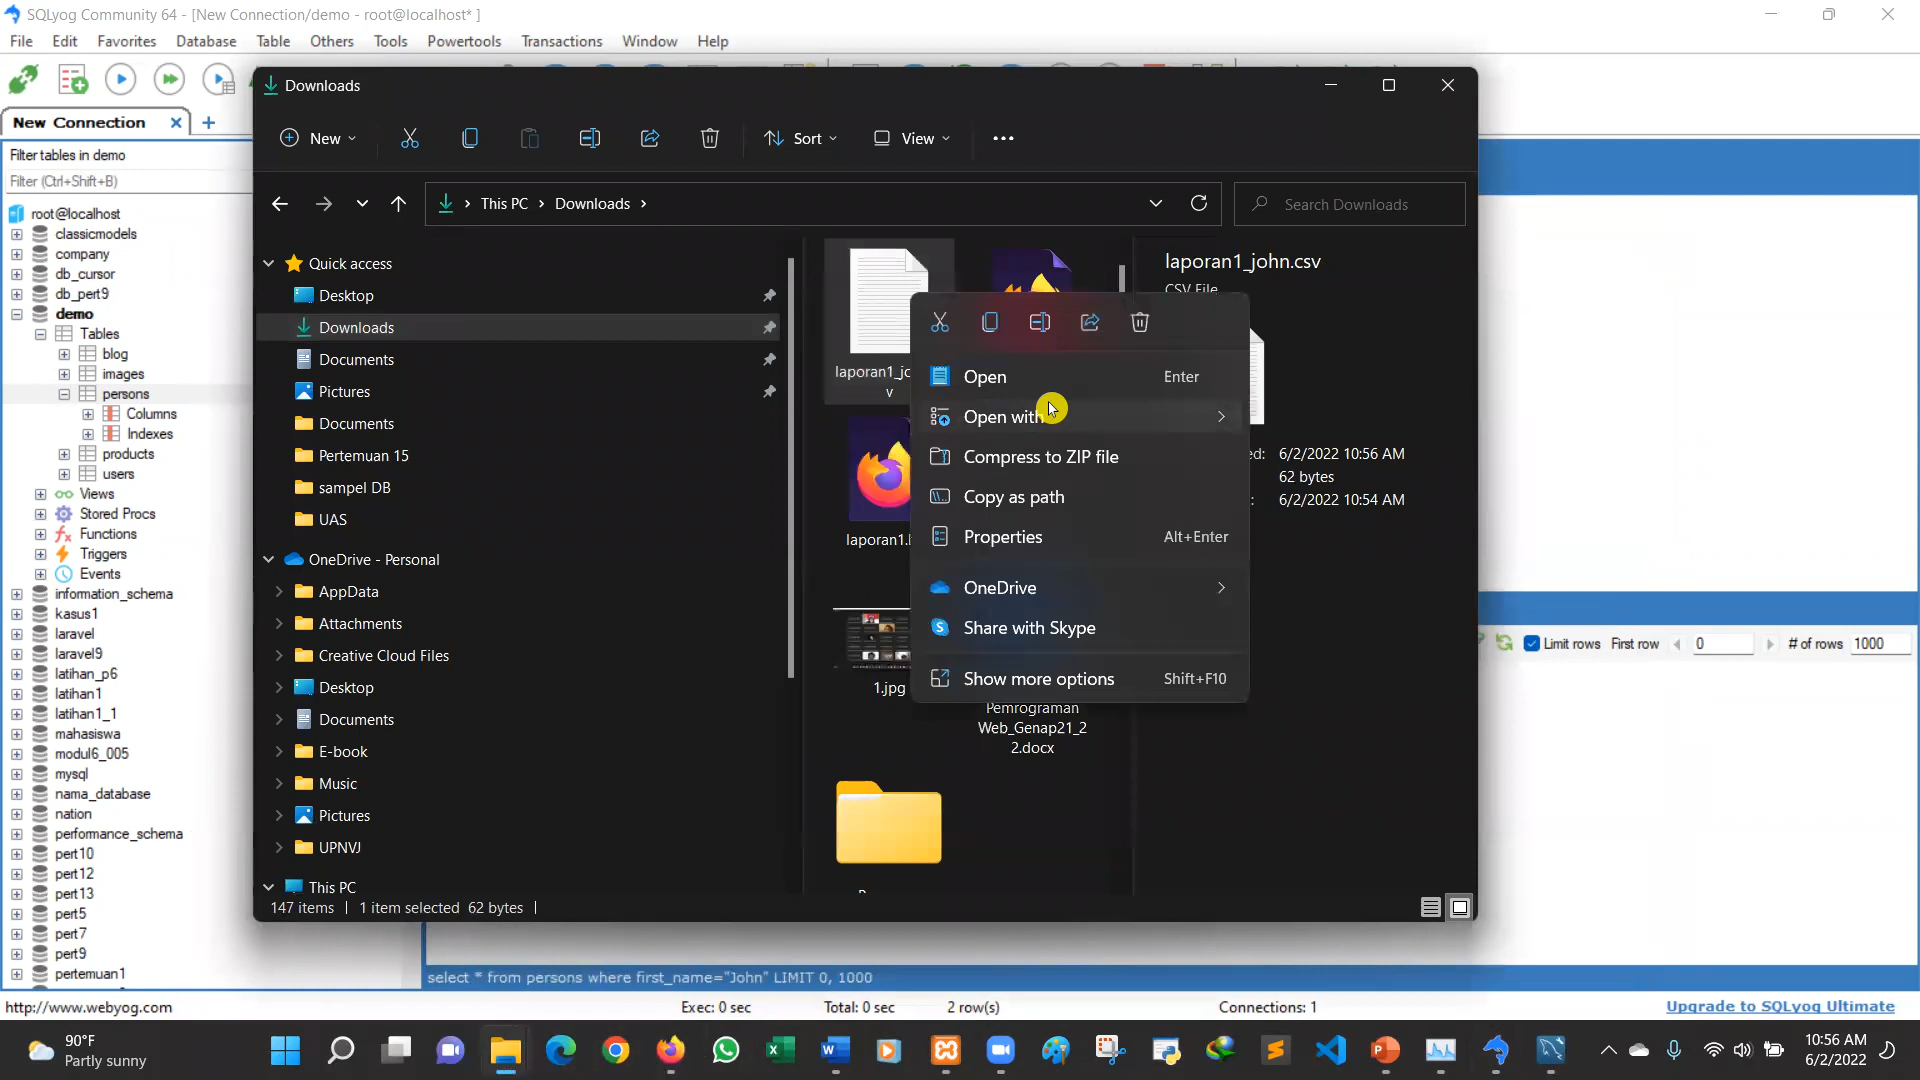 SQLyog Community 64 - [New Connection/demo - root@localhost* ]
File Edit Favorites Database Table Others Tools Powertools Transactions Window Help
New Connection
Filter tables in demo
Filter (Ctrl+Shift+B)
root@localhost
classicmodels
company
db_cursor
db_pert9
demo
Tables
blog
images
persons
Columns
Indexes
products
users
Views
Stored Procs
Functions
Triggers
Events
information_schema
kasus1
laravel
laravel9
latihan_p6
latihan1
latihan1_1
mahasiswa
modul6_005
mysql
nama_database
nation
performance_schema
pert10
pert12
pert13
pert5
pert7
pert9
pertemuan1
Downloads
New
Sort
View
This PC > Downloads >
Search Downloads
Quick access
Desktop
Downloads
Documents
Pictures
Documents
Pertemuan 15
sampel DB
UAS
OneDrive - Personal
AppData
Attachments
Creative Cloud Files
Desktop
Documents
E-book
Music
Pictures
UPNVJ
This PC
147 items
1 item selected 62 bytes
laporan1_jo
v
laporan1.
1.jpg
Pemrograman
Web_Genap21_2
2.docx
laporan1_john.csv
CSV File
ed: 6/2/2022 10:56 AM
62 bytes
: 6/2/2022 10:54 AM
Open Enter
Open with
Compress to ZIP file
Copy as path
Properties Alt+Enter
OneDrive
Share with Skype
Show more options Shift+F10
Limit rows First row 0 # of rows 1000
select * from persons where first_name="John" LIMIT 0, 1000
http://www.webyog.com
Exec: 0 sec
Total: 0 sec
2 row(s)
Connections: 1
Upgrade to SQLyog Ultimate
90°F
Partly sunny
10:56 AM
6/2/2022